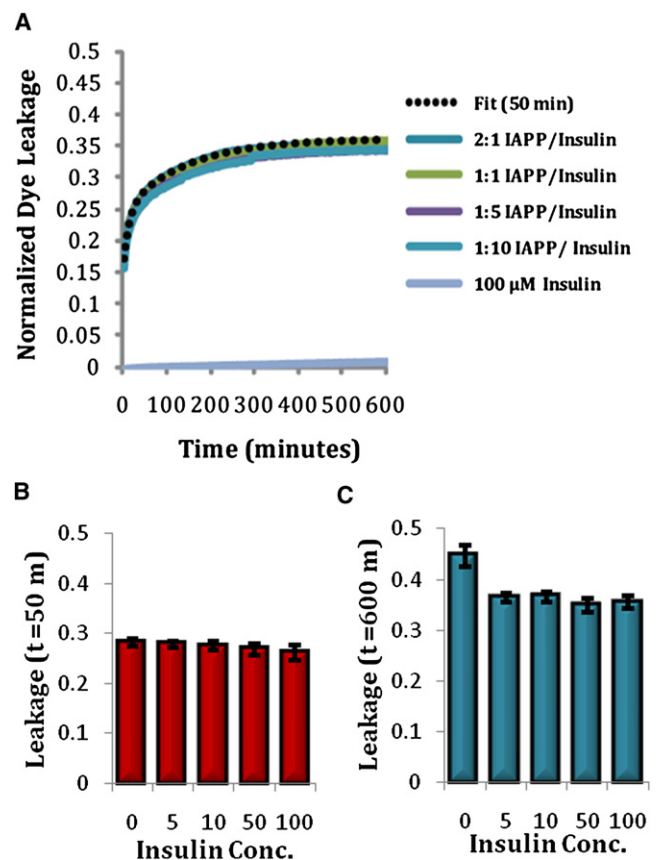 A
Normalized Dye Leakage
0.5
0.45
0.4
0.35
0.3
0.25
0.2
0.15
0.1
0.05
0
0 100 200 300 400 500 600
Time (minutes)
Fit (50 min)
2:1 IAPP/Insulin
1:1 IAPP/Insulin
1:5 IAPP/Insulin
1:10 IAPP/ Insulin
100 µM Insulin
B
Leakage (t=50 m)
0.5
0.4
0.3
0.2
0.1
0
0 5 10 50 100
Insulin Conc.
C
Leakage (t=600 m)
0.5
0.4
0.3
0.2
0.1
0
0 5 10 50 100
Insulin Conc.